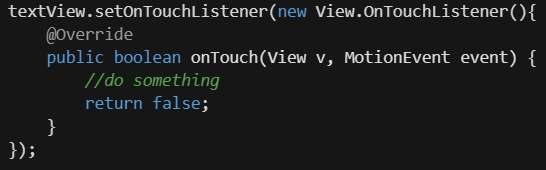 textView.setOnTouchListener(new View.OnTouchListener(){
    @Override
    public boolean onTouch(View v, MotionEvent event) {
        //do something
        return false;
    }
});